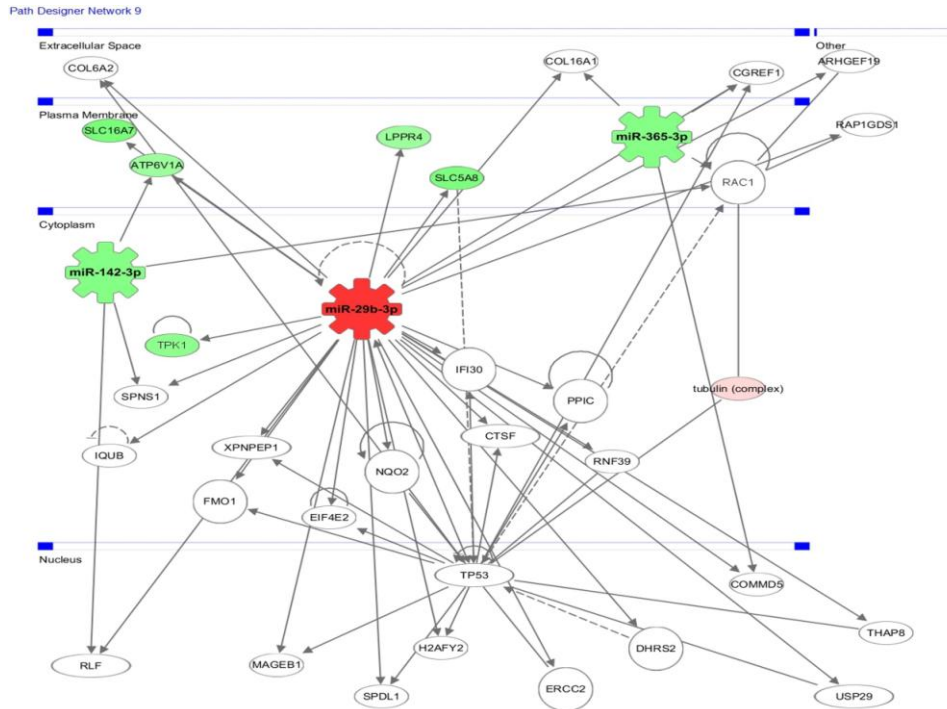 Path Designer Network 9
Extracellular Space
Other
COL6A2
COL16A1
CGREF1
ARHGEF19
Plasma Membrane
SLC16A7
LPPR4
miR-365-3p
RAP1GDS1
ATP6V1A
SLC5A8
RAC1
Cytoplasm
miR-142-3p
miR-29b-3p
TPK1
IFI30
SPNS1
PPIC
tubulin (complex)
IQUB
XPNPEP1
CTSF
NQO2
RNF39
FMO1
EIF4E2
Nucleus
TP53
COMMD5
THAP8
RLF
MAGEB1
H2AFY2
DHRS2
SPDL1
ERCC2
USP29